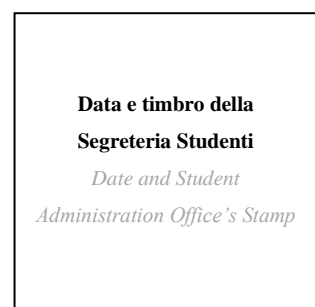 Data e timbro della
Segreteria Studenti
Date and Student
Administration Office's Stamp